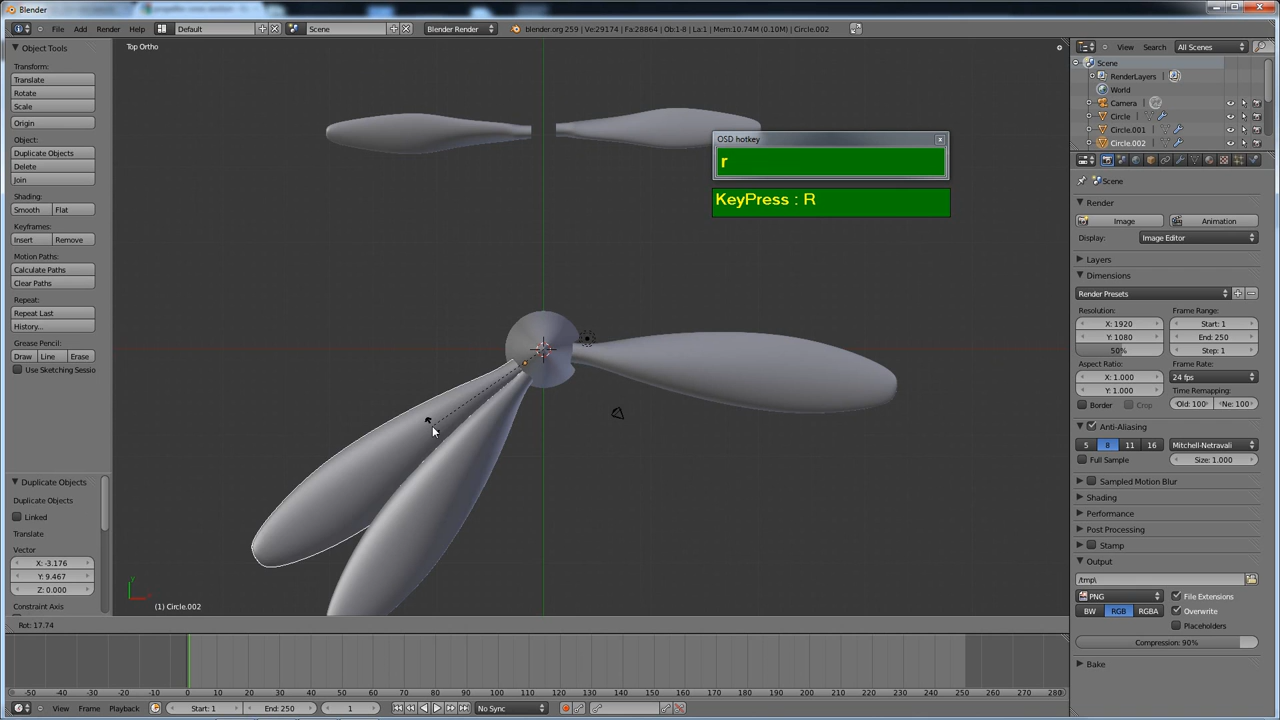 Blender
File Add Render Help Default Scene Blender Render blender.org 259 | Ve:29174 | Fa:28864 | Ob:1-8 | La:1 | Mem:10.74M (0.10M) | Circle.002
Object Tools
Transform:
Translate
Rotate
Scale
Origin
Object:
Duplicate Objects
Delete
Join
Shading:
Smooth Flat
Keyframes:
Insert Remove
Motion Paths:
Calculate Paths
Clear Paths
Repeat:
Repeat Last
History...
Grease Pencil:
Draw Line Erase
Use Sketching Sessio
Duplicate Objects
Duplicate Objects
Linked
Translate
Vector
X: -3.176
Y: 9.467
Z: 0.000
Constraint Axis
Top Ortho
OSD hotkey
r
KeyPress : R
(1) Circle.002
Rot: 17.74
View Search All Scenes
Scene
RenderLayers
World
Camera
Circle
Circle.001
Circle.002
Scene
Render
Image Animation
Display: Image Editor
Layers
Dimensions
Render Presets
Resolution: Frame Range:
X: 1920 Start: 1
Y: 1080 End: 250
50% Step: 1
Aspect Ratio: Frame Rate:
X: 1.000 24 fps
Y: 1.000 Time Remapping:
Border Crop Old: 100 Ne: 100
Anti-Aliasing
5 8 11 16 Mitchell-Netravali
Full Sample Size: 1.000
Sampled Motion Blur
Shading
Performance
Post Processing
Stamp
Output
/tmp\
PNG File Extensions
BW RGB RGBA Overwrite
Placeholders
Compression: 90%
Bake
-50 -40 -30 -20 -10 0 10 20 30 40 50 60 70 80 90 100 110 120 130 140 150 160 170 180 190 200 210 220 230 240 250 260 270 280
View Frame Playback Start: 1 End: 250 1 No Sync